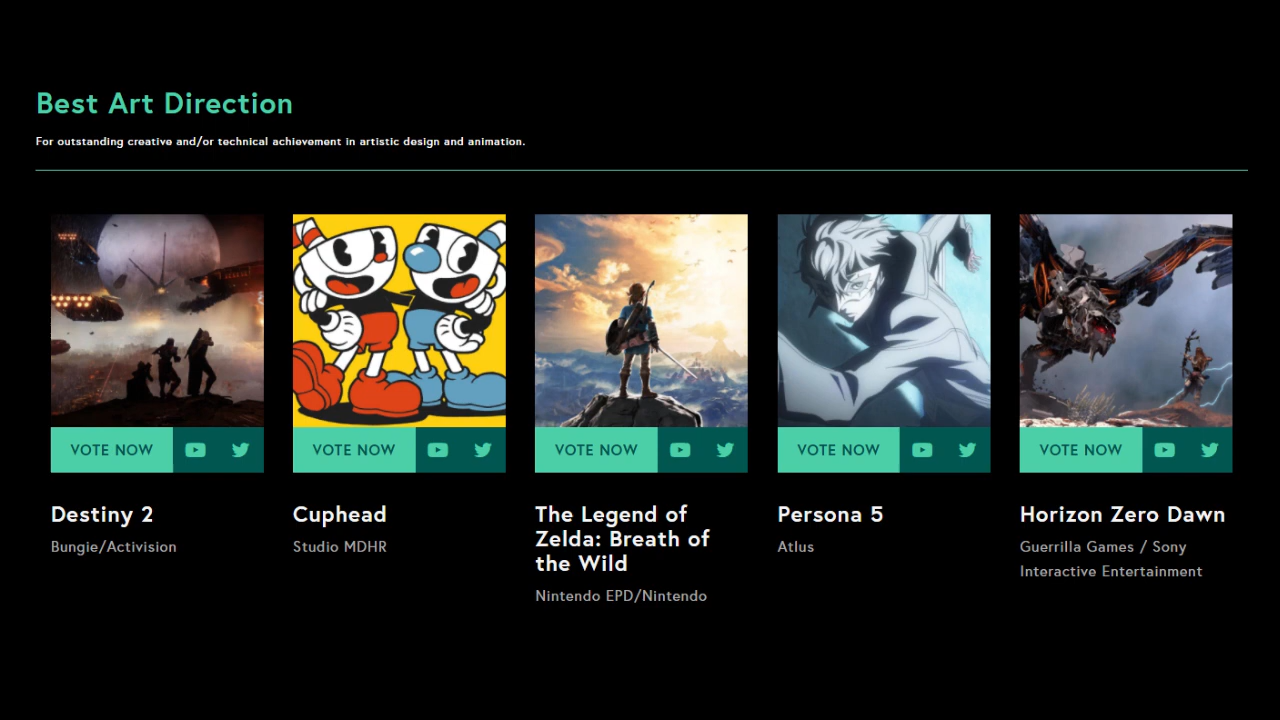 Best Art Direction
For outstanding creative and/or technical achievement in artistic design and animation.
VOTE NOW
VOTE NOW
VOTE NOW
VOTE NOW
VOTE NOW
Destiny 2
Bungie/Activision
Cuphead
Studio MDHR
The Legend of
Zelda: Breath of
the Wild
Nintendo EPD/Nintendo
Persona 5
Atlus
Horizon Zero Dawn
Guerrilla Games / Sony
Interactive Entertainment